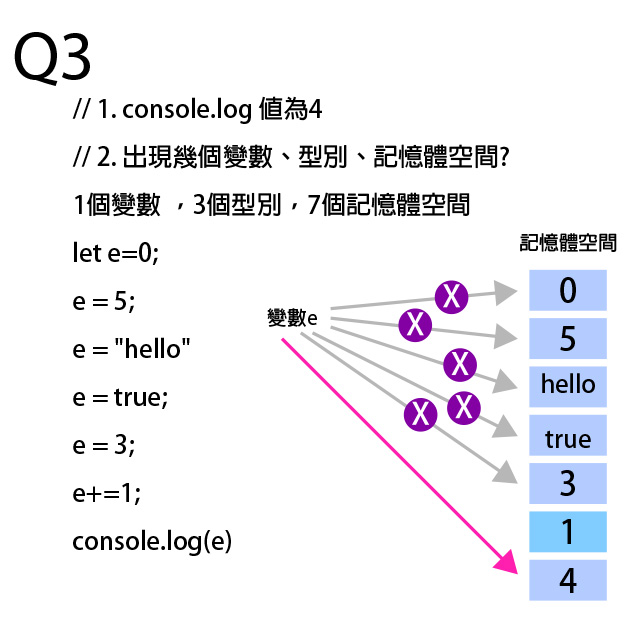 Q3
// 1. console.log 值為4
// 2. 出現幾個變數、型別、記憶體空間?
1個變數 ，3個型別，7個記憶體空間
let e=0;
e = 5;
e = "hello"
e = true;
e = 3;
e+=1;
console.log(e)
變數e
X
X
X
X
X
記憶體空間
0
5
hello
true
3
1
4